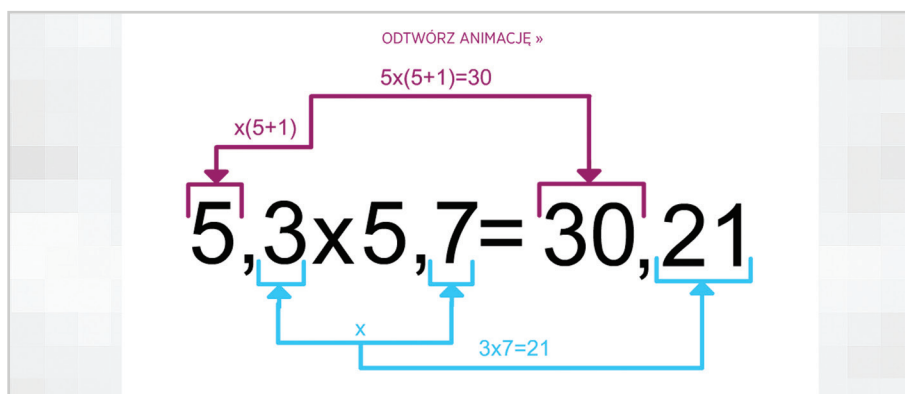 ODTWÓRZ ANIMACJĘ »
5x(5+1)=30
x(5+1)
5,3x5,7=30,21
x
3x7=21